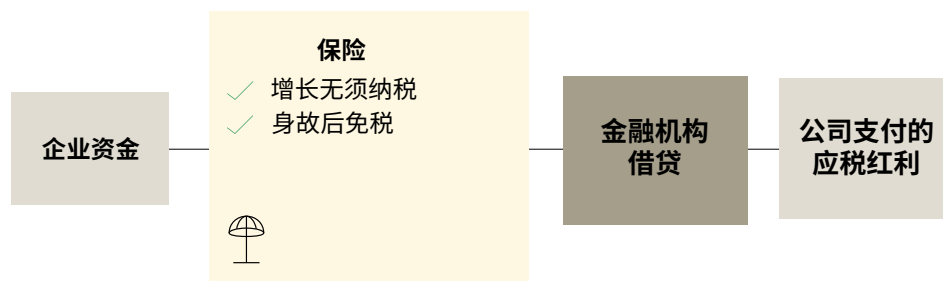 企业资金
保险
增长无须纳税
身故后免税
金融机构
借贷
公司支付的
应税红利